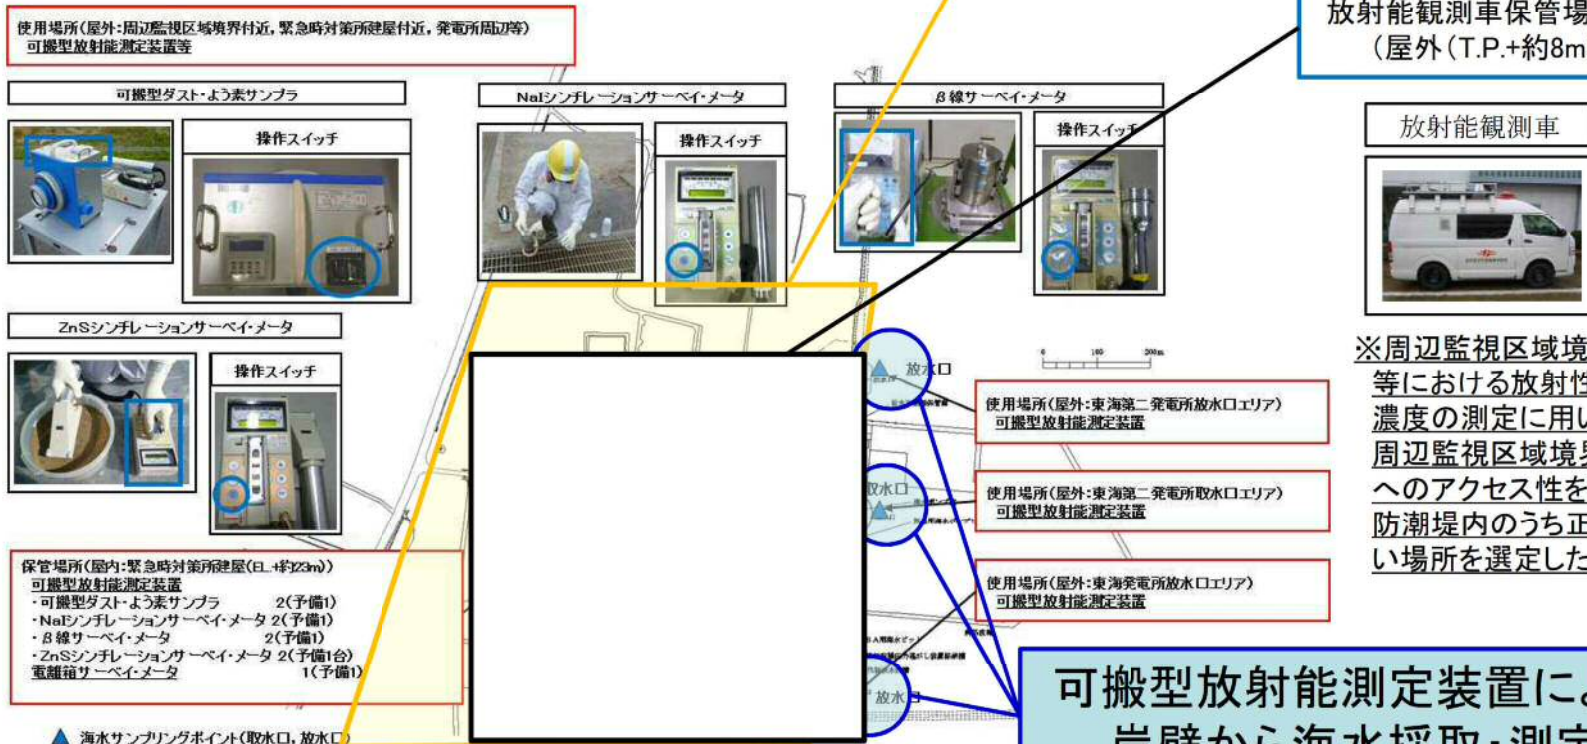 使用場所(屋外:周辺監視区域境界付近,緊急時対策所建屋付近,発電所周辺等)
可搬型放射能測定装置等
放射能観測車保管場
(屋外(T.P.+約8m
可搬型ダスト・よう素サンプラ
操作スイッチ
NaIシンチレーションサーベイ・メータ
操作スイッチ
β線サーベイ・メータ
操作スイッチ
放射能観測車
ZnSシンチレーションサーベイ・メータ
操作スイッチ
※周辺監視区域境
等における放射性
濃度の測定に用い
周辺監視区域境界
へのアクセス性を
防潮堤内のうち正
い場所を選定した
0 100 200m
放水口
使用場所(屋外:東海第二発電所放水口エリア)
可搬型放射能測定装置
取水口
使用場所(屋外:東海第二発電所取水口エリア)
可搬型放射能測定装置
使用場所(屋外:東海発電所放水口エリア)
可搬型放射能測定装置
放水口
保管場所(屋内:緊急時対策所建屋(EL.+約23m))
可搬型放射能測定装置
・可搬型ダスト・よう素サンプラ 2(予備1)
・NaIシンチレーションサーベイ・メータ 2(予備1)
・β線サーベイ・メータ 2(予備1)
・ZnSシンチレーションサーベイ・メータ 2(予備1台)
電離箱サーベイ・メータ 1(予備1)
▲ 海水サンプリングポイント(取水口,放水口)
可搬型放射能測定装置によ
岸壁から海水採取・測定